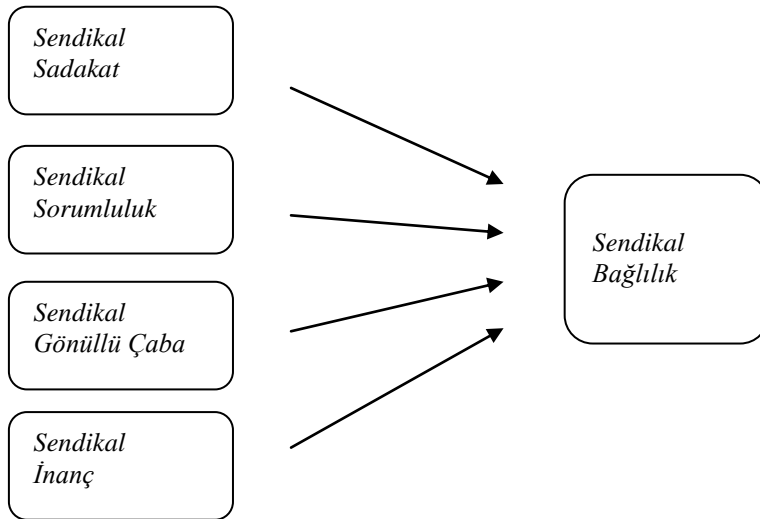 Sendikal
Sadakat
Sendikal
Sorumluluk
Sendikal
Gönüllü Çaba
Sendikal
İnanç
Sendikal
Bağlılık